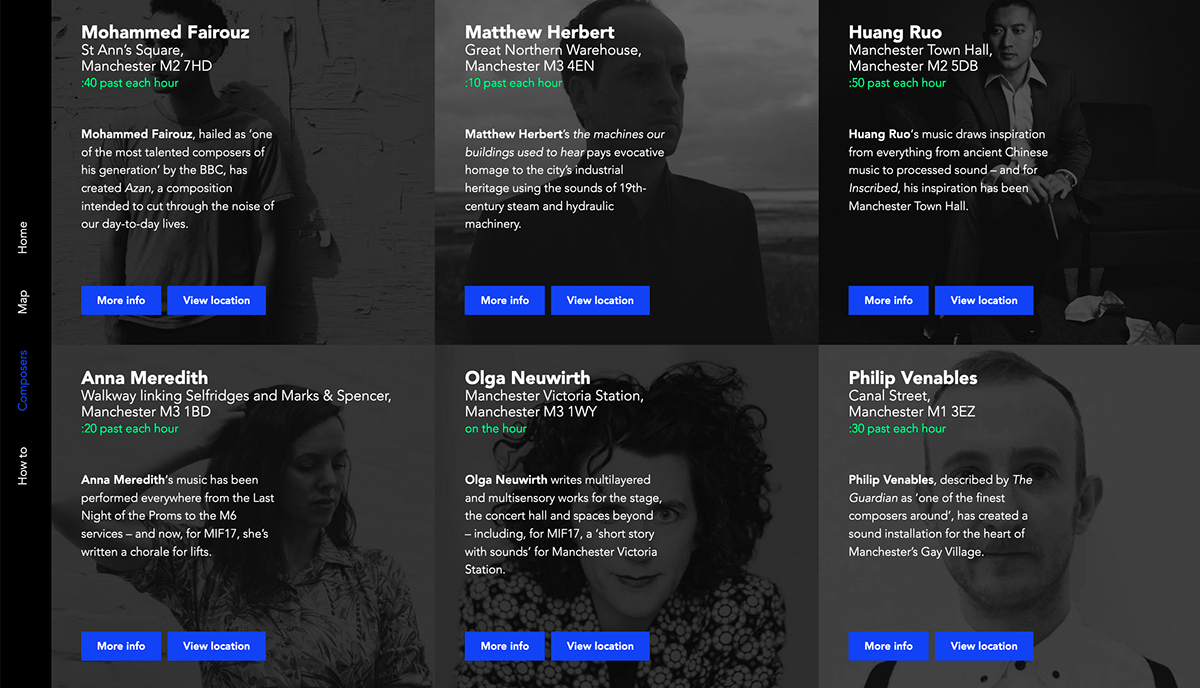 Home
Map
Composers
How to
Mohammed Fairouz
St Ann’s Square,
Manchester M2 7HD
:40 past each hour
Mohammed Fairouz, hailed as ‘one
of the most talented composers of
his generation’ by the BBC, has
created Azan, a composition
intended to cut through the noise of
our day-to-day lives.
More info
View location
Matthew Herbert
Great Northern Warehouse,
Manchester M3 4EN
:10 past each hour
Matthew Herbert’s the machines our
buildings used to hear pays evocative
homage to the city’s industrial
heritage using the sounds of 19th-
century steam and hydraulic
machinery.
More info
View location
Huang Ruo
Manchester Town Hall,
Manchester M2 5DB
:50 past each hour
Huang Ruo’s music draws inspiration
from everything from ancient Chinese
music to processed sound – and for
Inscribed, his inspiration has been
Manchester Town Hall.
More info
View location
Anna Meredith
Walkway linking Selfridges and Marks & Spencer,
Manchester M3 1BD
:20 past each hour
Anna Meredith’s music has been
performed everywhere from the Last
Night of the Proms to the M6
services – and now, for MIF17, she’s
written a chorale for lifts.
More info
View location
Olga Neuwirth
Manchester Victoria Station,
Manchester M3 1WY
on the hour
Olga Neuwirth writes multilayered
and multisensory works for the stage,
the concert hall and spaces beyond
– including, for MIF17, a ‘short story
with sounds’ for Manchester Victoria
Station.
More info
View location
Philip Venables
Canal Street,
Manchester M1 3EZ
:30 past each hour
Philip Venables, described by The
Guardian as ‘one of the finest
composers around’, has created a
sound installation for the heart of
Manchester’s Gay Village.
More info
View location